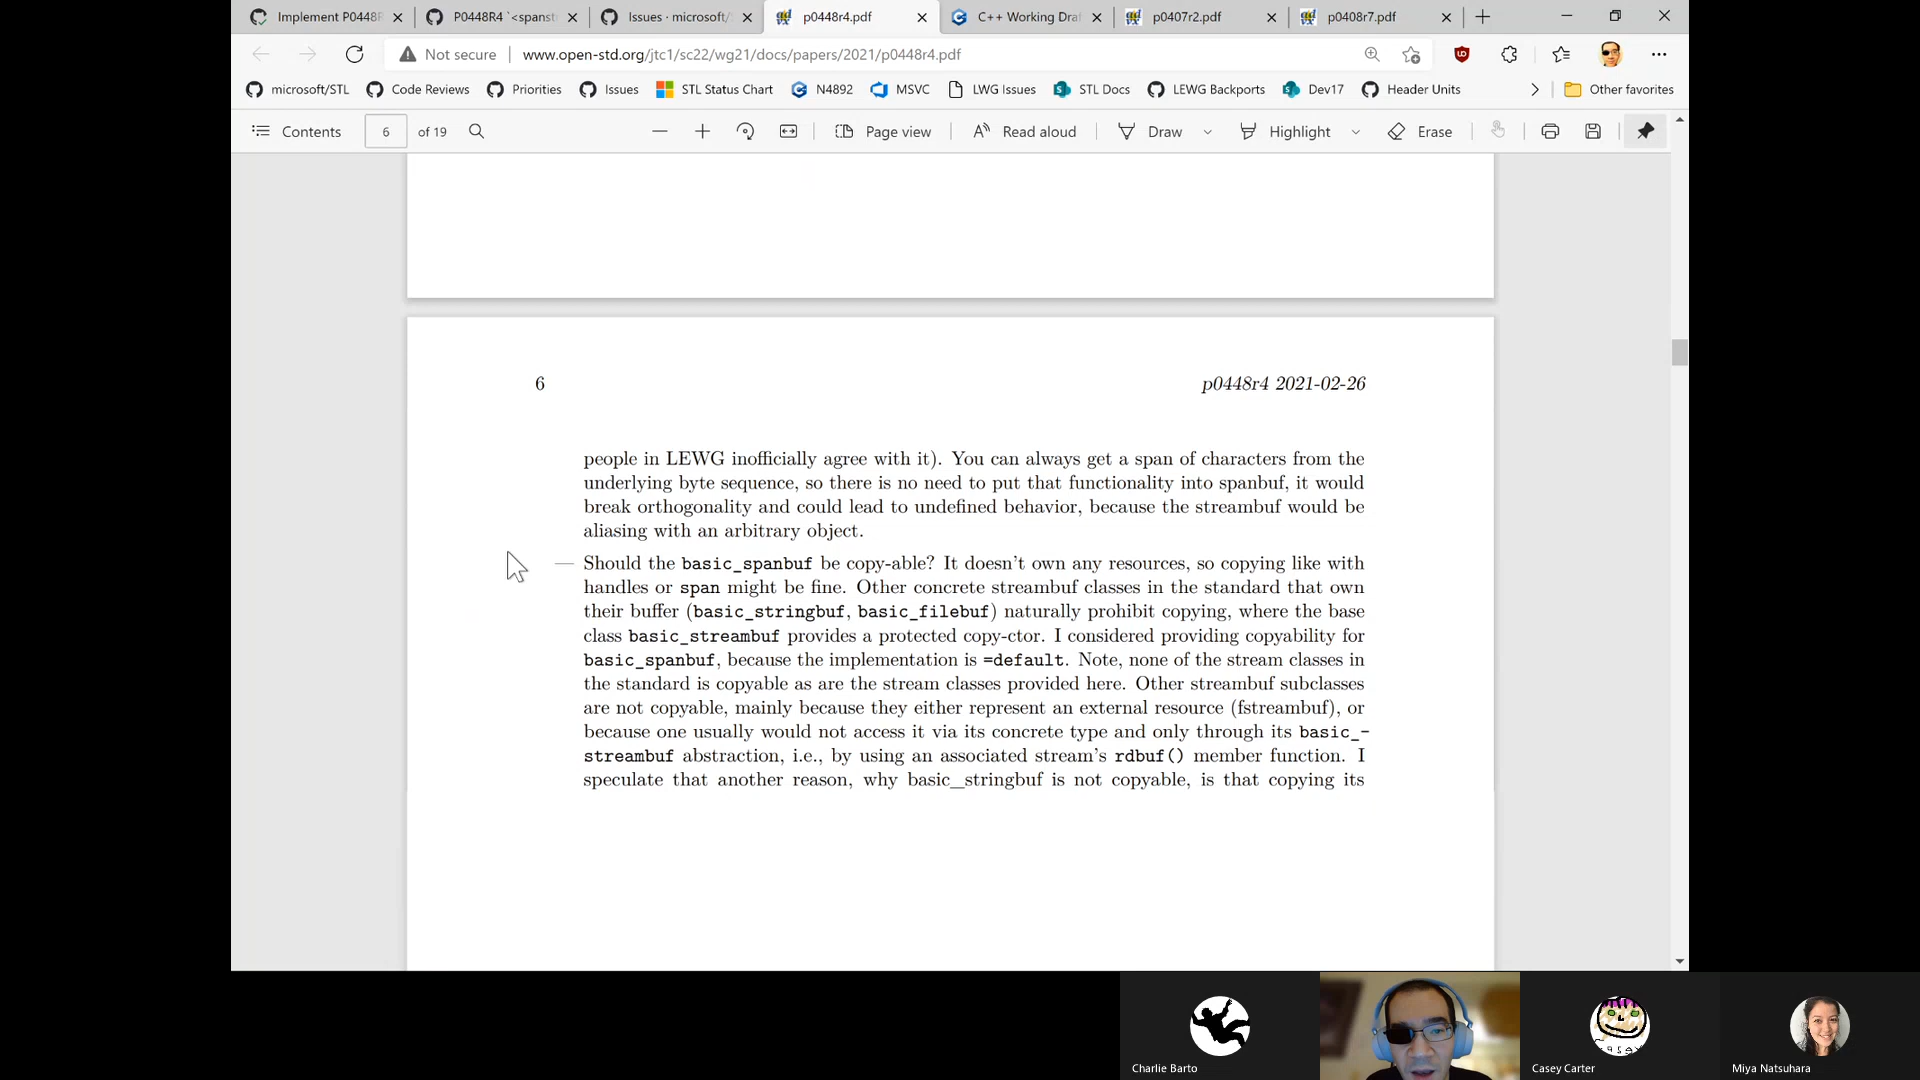 Implement P0448R
P0448R4 `<spanst
Issues · microsoft/
p0448r4.pdf
C++ Working Dra
p0407r2.pdf
p0408r7.pdf
Not secure
www.open-std.org/jtc1/sc22/wg21/docs/papers/2021/p0448r4.pdf
microsoft/STL
Code Reviews
Priorities
Issues
STL Status Chart
N4892
MSVC
LWG Issues
STL Docs
LEWG Backports
Dev17
Header Units
Other favorites
Contents
6
of 19
Page view
Read aloud
Draw
Highlight
Erase
6
p0448r4 2021-02-26
people in LEWG inofficially agree with it). You can always get a span of characters from the
underlying byte sequence, so there is no need to put that functionality into spanbuf, it would
break orthogonality and could lead to undefined behavior, because the streambuf would be
aliasing with an arbitrary object.
— Should the basic_spanbuf be copy-able? It doesn't own any resources, so copying like with
handles or span might be fine. Other concrete streambuf classes in the standard that own
their buffer (basic_stringbuf, basic_filebuf) naturally prohibit copying, where the base
class basic_streambuf provides a protected copy-ctor. I considered providing copyability for
basic_spanbuf, because the implementation is =default. Note, none of the stream classes in
the standard is copyable as are the stream classes provided here. Other streambuf subclasses
are not copyable, mainly because they either represent an external resource (fstreambuf), or
because one usually would not access it via its concrete type and only through its basic_-
streambuf abstraction, i.e., by using an associated stream's rdbuf() member function. I
speculate that another reason, why basic_stringbuf is not copyable, is that copying its
Charlie Barto
Casey Carter
Miya Natsuhara